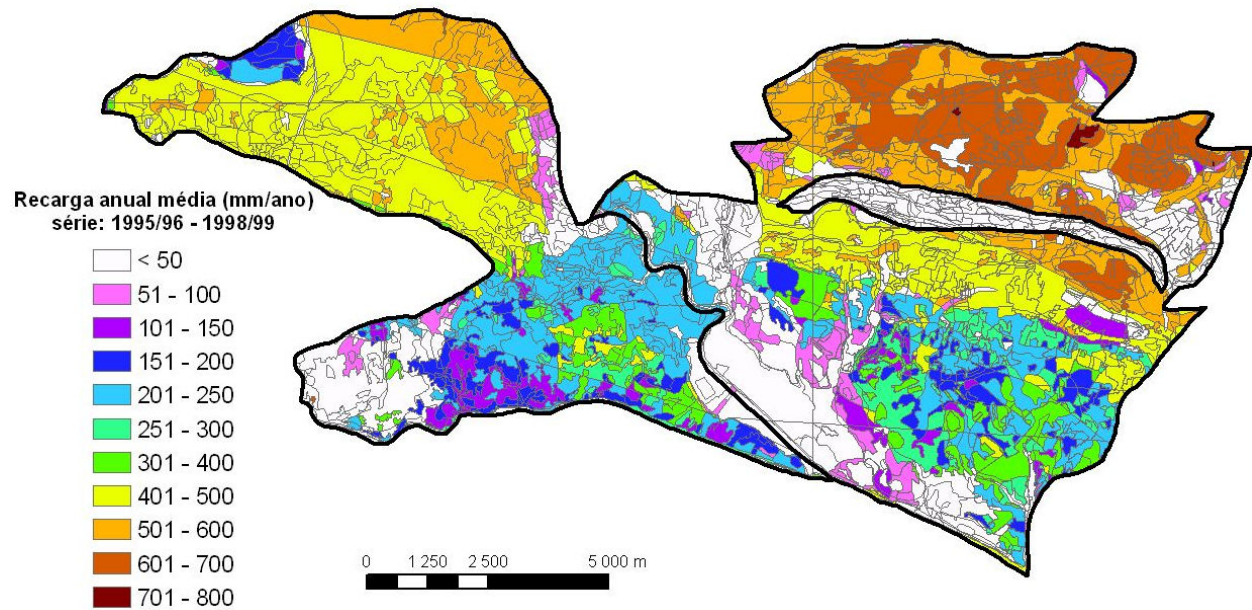 Recarga anual média (mm/ano)
série: 1995/96 - 1998/99
< 50
51 - 100
101 - 150
151 - 200
201 - 250
251 - 300
301 - 400
401 - 500
501 - 600
601 - 700
701 - 800
0 1 250 2 500 5 000 m